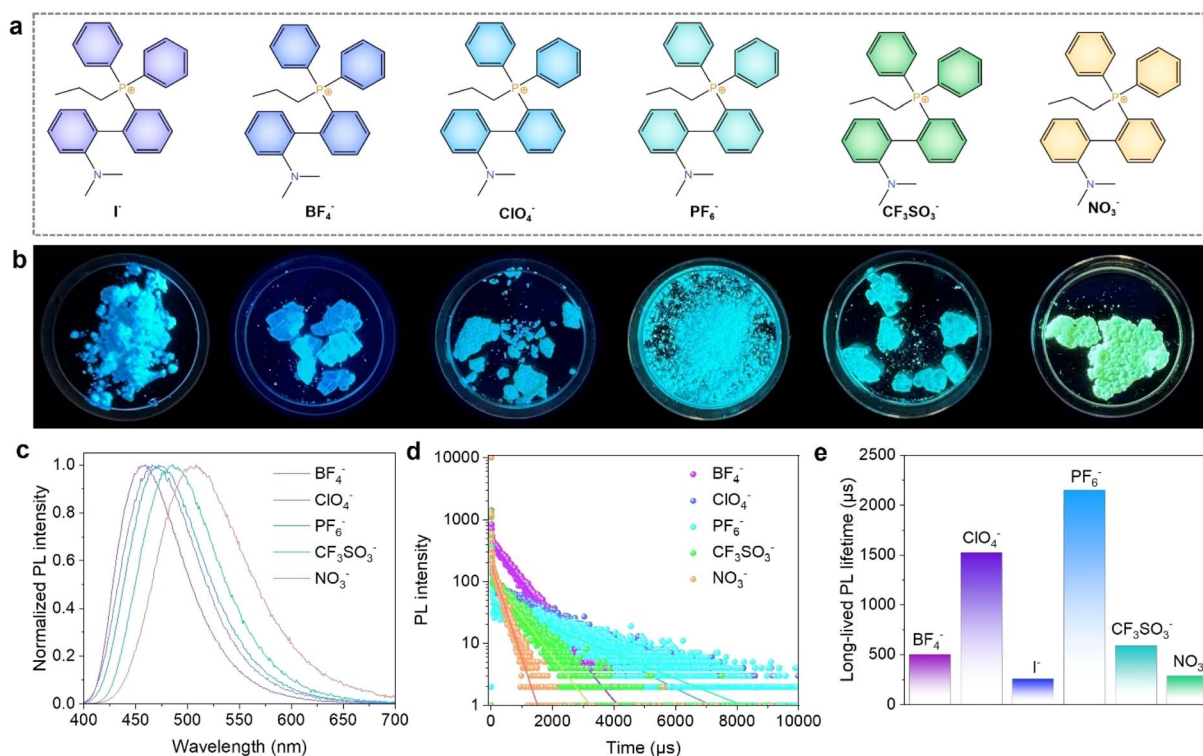 a
P⊕ P⊕ P⊕ P⊕ P⊕ P⊕
N N N N N N
I⁻ BF₄⁻ ClO₄⁻ PF₆⁻ CF₃SO₃⁻ NO₃⁻
b
c
Normalized PL intensity
1.0
0.8
0.6
0.4
0.2
0.0
BF₄⁻
ClO₄⁻
PF₆⁻
CF₃SO₃⁻
NO₃⁻
400 450 500 550 600 700
Wavelength (nm)
d
PL intensity
10000
1000
100
10
1
BF₄⁻
ClO₄⁻
PF₆⁻
CF₃SO₃⁻
NO₃⁻
0 2000 4000 6000 8000 10000
Time (µs)
e
Long-lived PL lifetime (µs)
2500
2000
1500
1000
500
0
BF₄⁻
ClO₄⁻
I⁻
PF₆⁻
CF₃SO₃⁻
NO₃